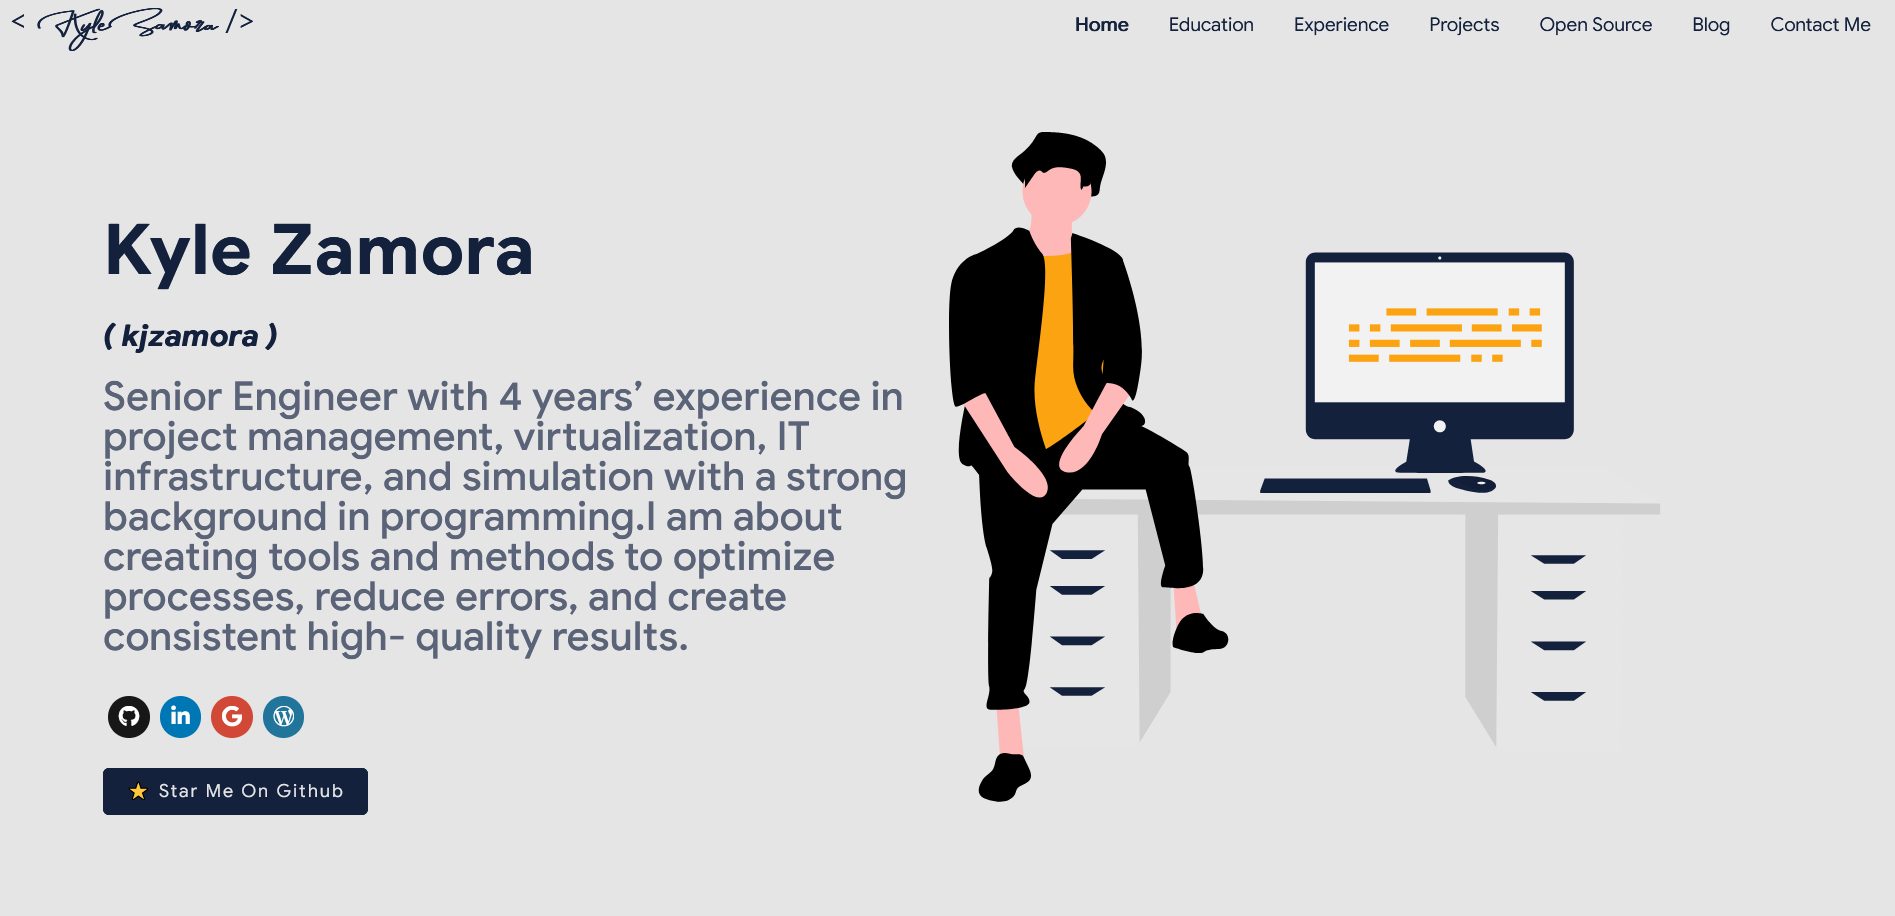 < Kyle Zamora />
Home Education Experience Projects Open Source Blog Contact Me
Kyle Zamora
( kjzamora )
Senior Engineer with 4 years’ experience in
project management, virtualization, IT
infrastructure, and simulation with a strong
background in programming.I am about
creating tools and methods to optimize
processes, reduce errors, and create
consistent high- quality results.
in G W
⭐ Star Me On Github